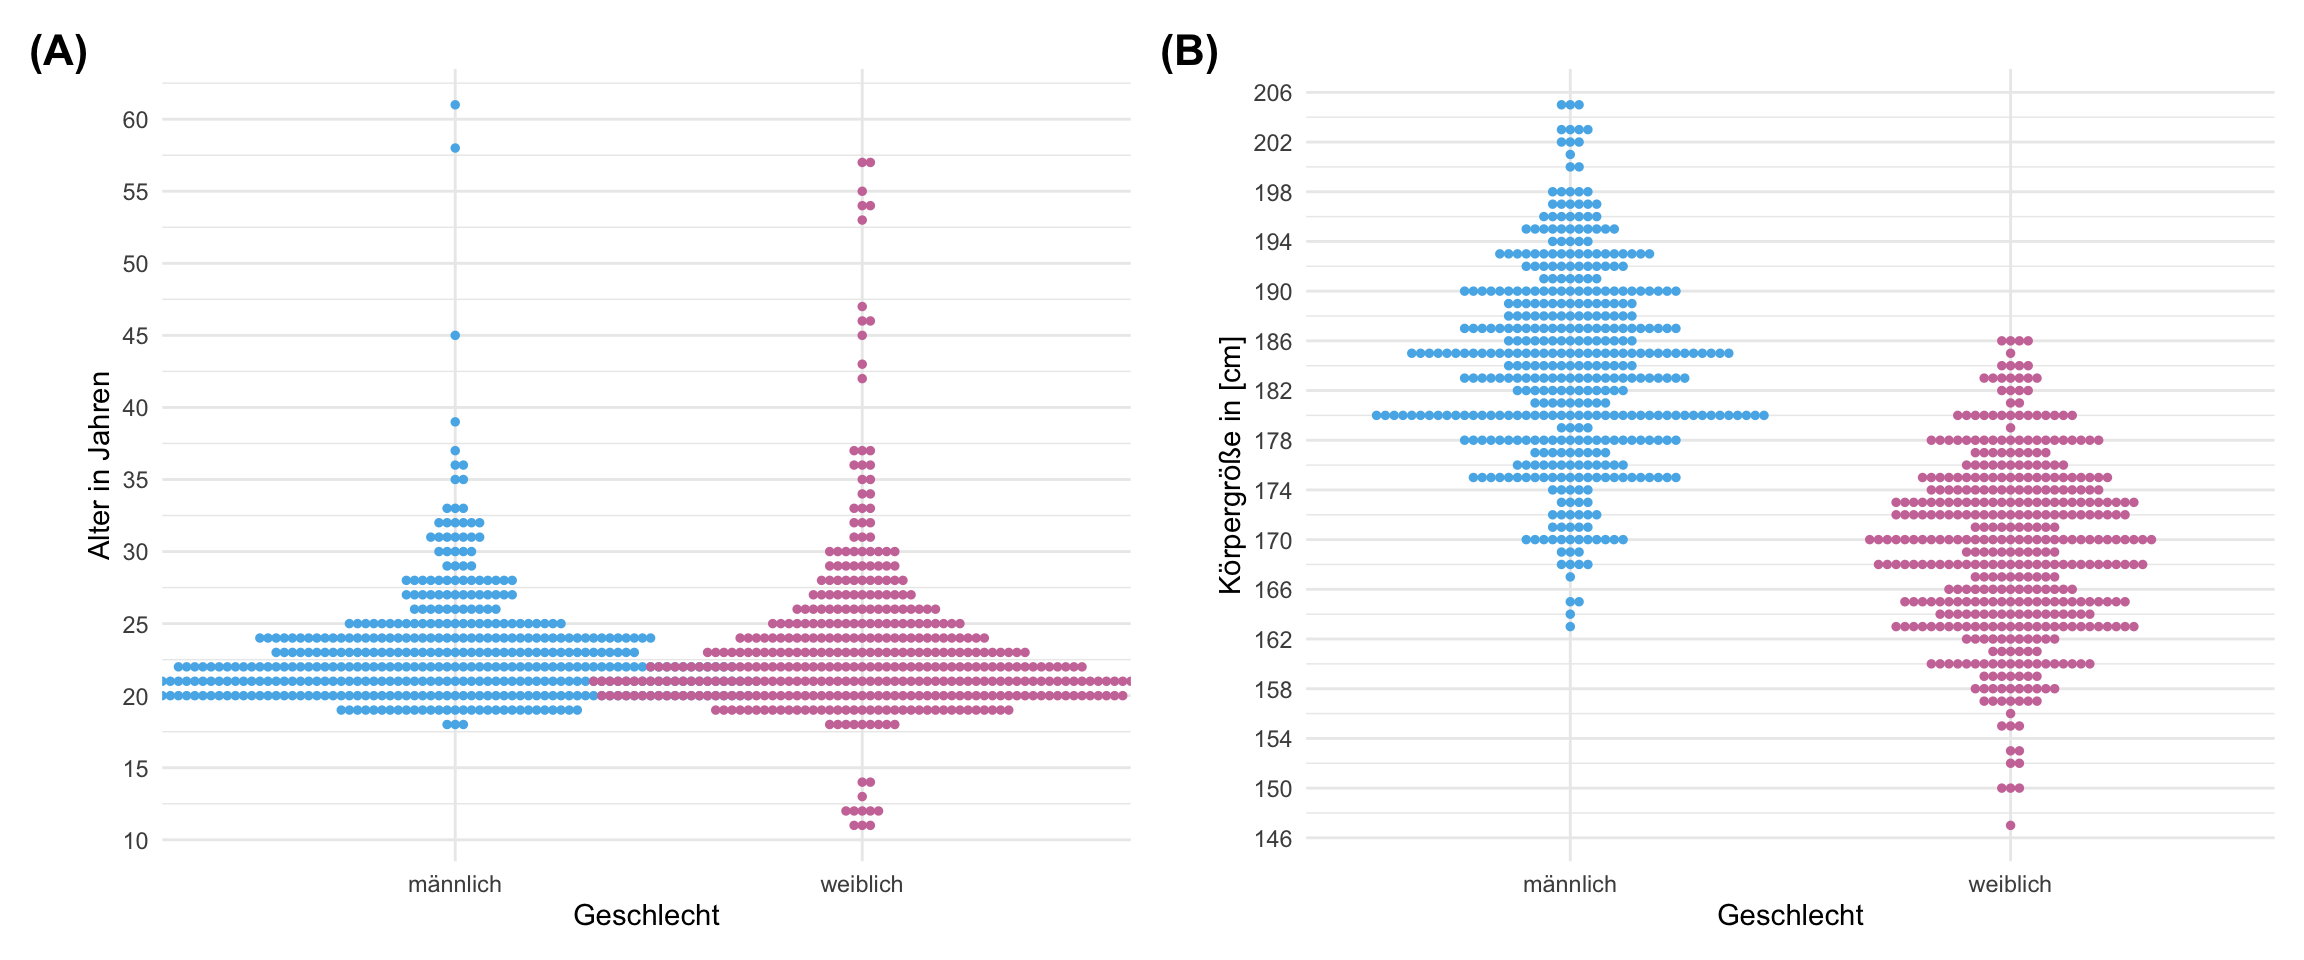 (A)
Alter in Jahren
60
55
50
45
40
35
30
25
20
15
10
männlich
weiblich
Geschlecht
(B)
Körpergröße in [cm]
206
202
198
194
190
186
182
178
174
170
166
162
158
154
150
146
männlich
weiblich
Geschlecht